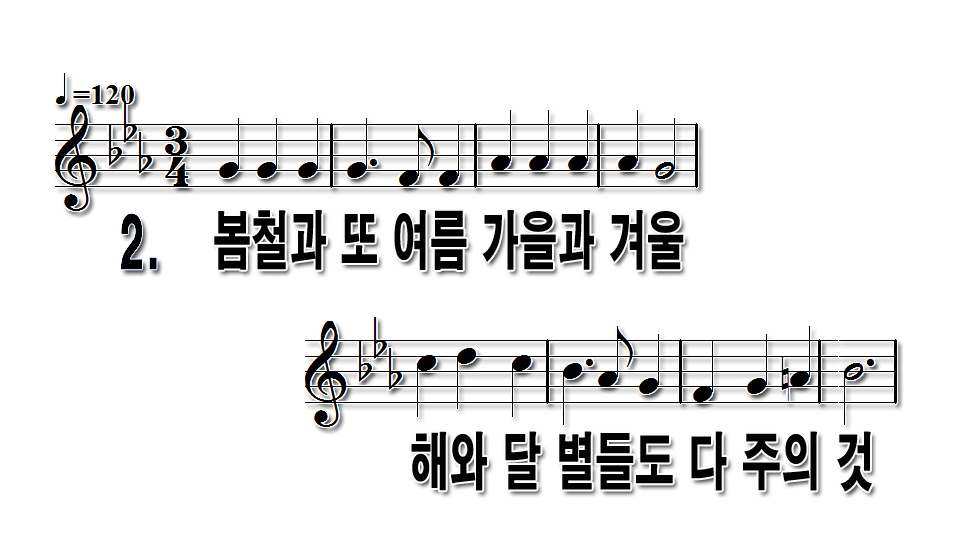 ♩=120
3
4
2. 봄철과 또 여름 가을과 겨울
해와 달 별들도 다 주의 것